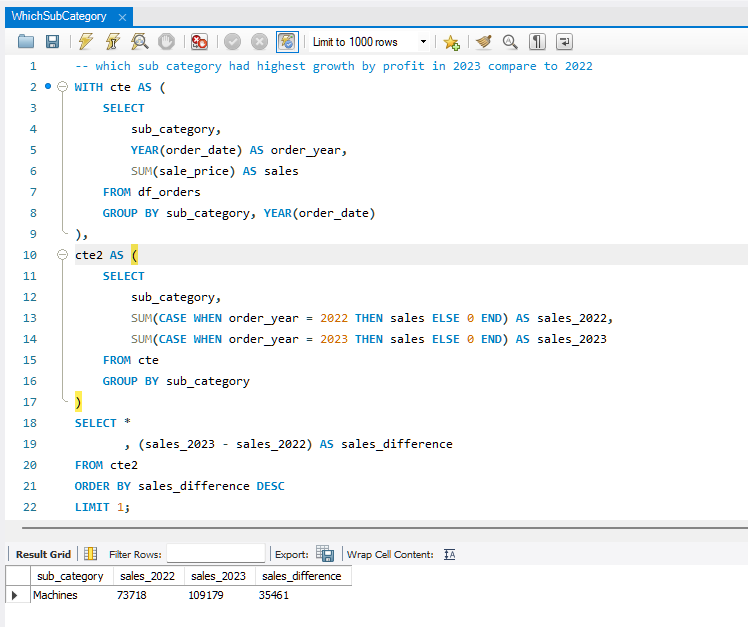 WhichSubCategory
Limit to 1000 rows
1 -- which sub category had highest growth by profit in 2023 compare to 2022
2 WITH cte AS (
3 SELECT
4 sub_category,
5 YEAR(order_date) AS order_year,
6 SUM(sale_price) AS sales
7 FROM df_orders
8 GROUP BY sub_category, YEAR(order_date)
9 ),
10 cte2 AS (
11 SELECT
12 sub_category,
13 SUM(CASE WHEN order_year = 2022 THEN sales ELSE 0 END) AS sales_2022,
14 SUM(CASE WHEN order_year = 2023 THEN sales ELSE 0 END) AS sales_2023
15 FROM cte
16 GROUP BY sub_category
17 )
18 SELECT *
19 , (sales_2023 - sales_2022) AS sales_difference
20 FROM cte2
21 ORDER BY sales_difference DESC
22 LIMIT 1;
Result Grid Filter Rows: Export: Wrap Cell Content:
sub_category sales_2022 sales_2023 sales_difference
Machines 73718 109179 35461